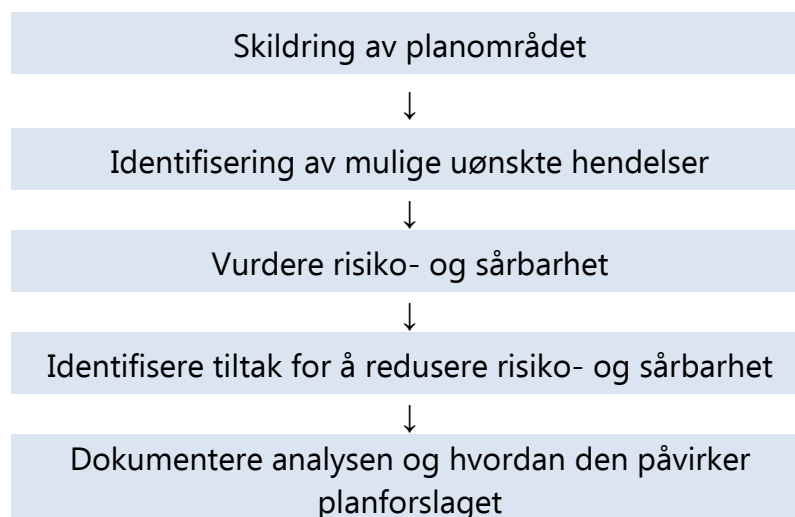 Skildring av planområdet
↓
Identifisering av mulige uønskte hendelser
↓
Vurdere risiko- og sårbarhet
↓
Identifisere tiltak for å redusere risiko- og sårbarhet
↓
Dokumentere analysen og hvordan den påvirker
planforslaget